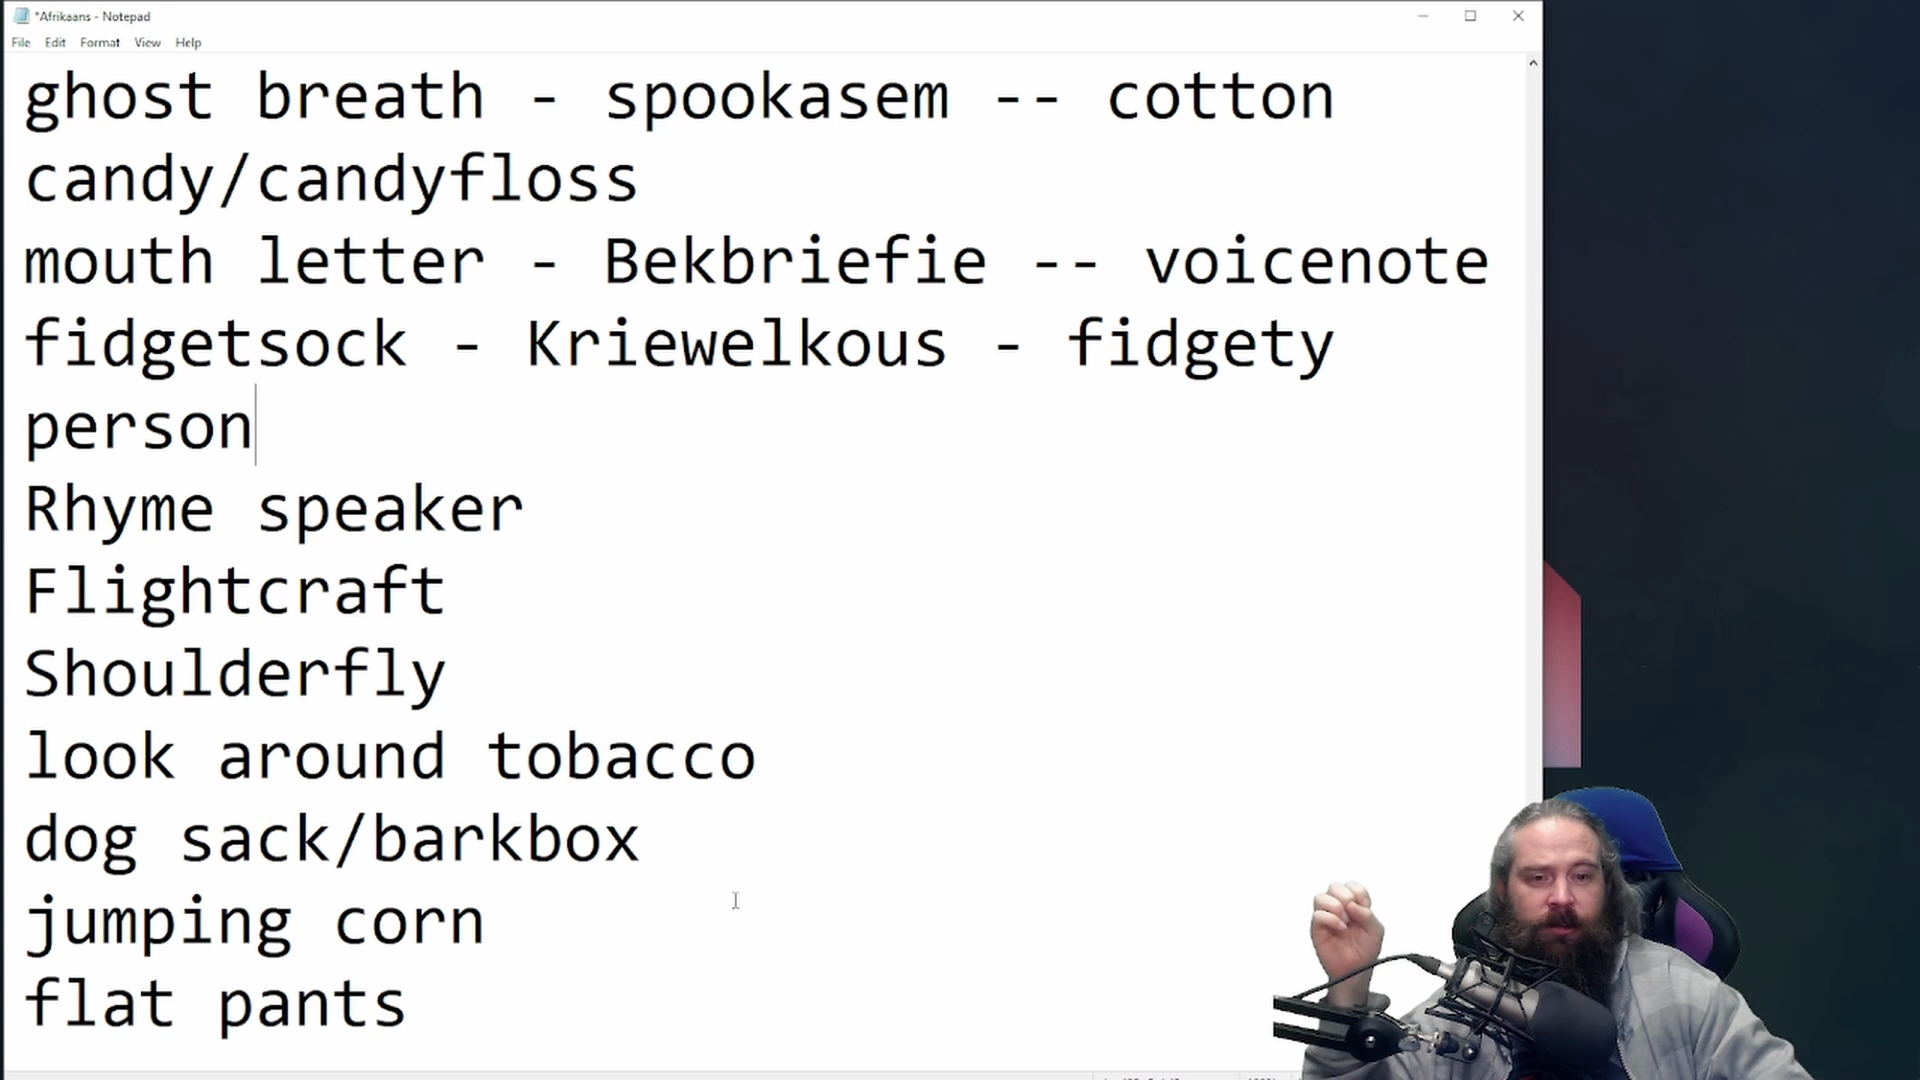 *Afrikaans - Notepad
File Edit Format View Help
ghost breath - spookasem -- cotton
candy/candyfloss
mouth letter - Bekbriefie -- voicenote
fidgetsock - Kriewelkous - fidgety
person
Rhyme speaker
Flightcraft
Shoulderfly
look around tobacco
dog sack/barkbox
jumping corn
flat pants